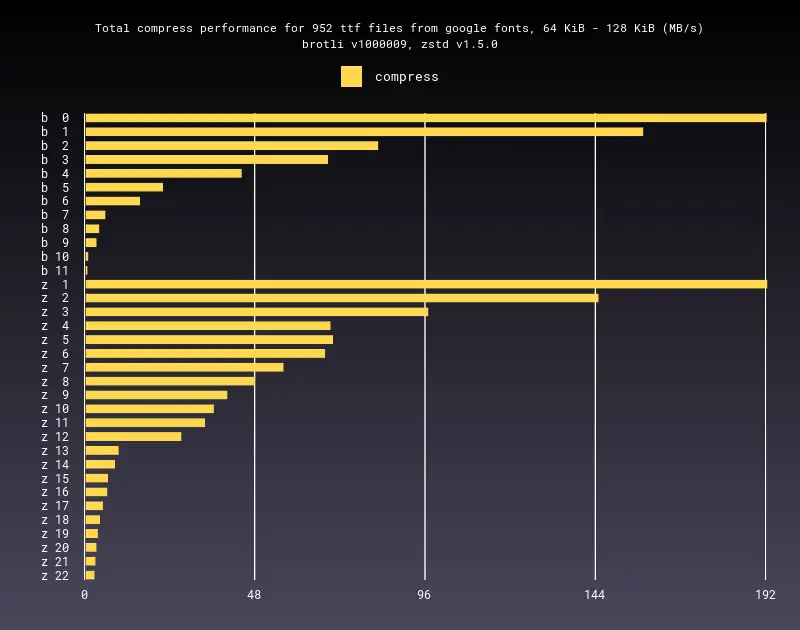 Total compress performance for 952 ttf files from google fonts, 64 KiB - 128 KiB (MB/s)
brotli v1000009, zstd v1.5.0
compress
b 0
b 1
b 2
b 3
b 4
b 5
b 6
b 7
b 8
b 9
b 10
b 11
z 1
z 2
z 3
z 4
z 5
z 6
z 7
z 8
z 9
z 10
z 11
z 12
z 13
z 14
z 15
z 16
z 17
z 18
z 19
z 20
z 21
z 22
0 48 96 144 192